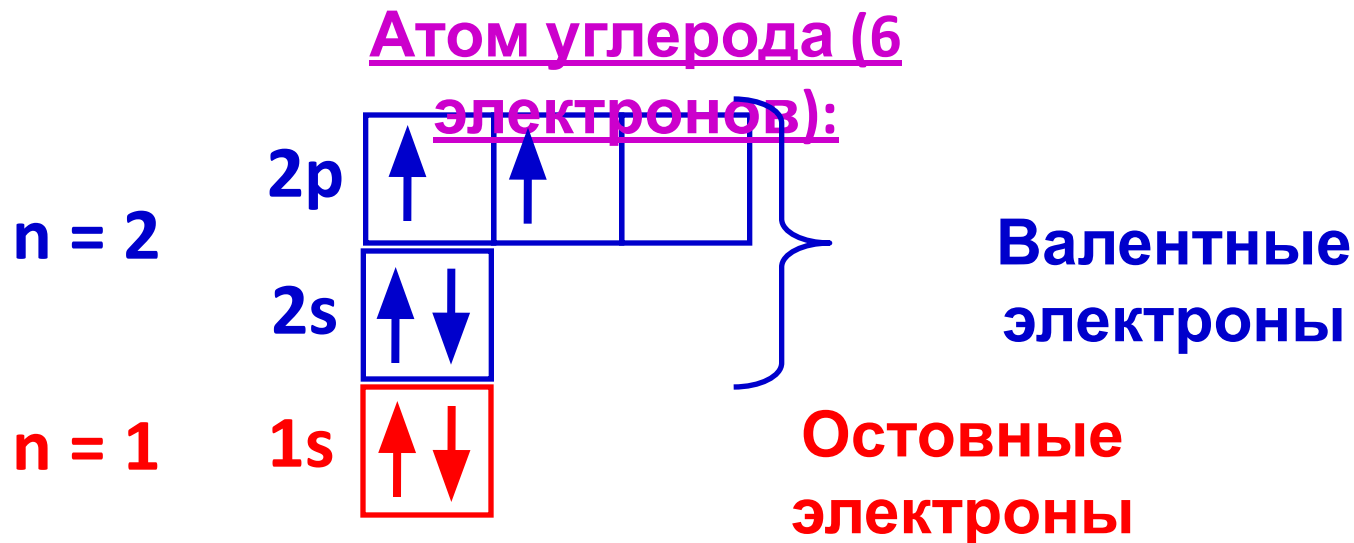 Атом углерода (6
электронов):
2p
n = 2
Валентные
электроны
2s
n = 1
1s
Остовные
электроны